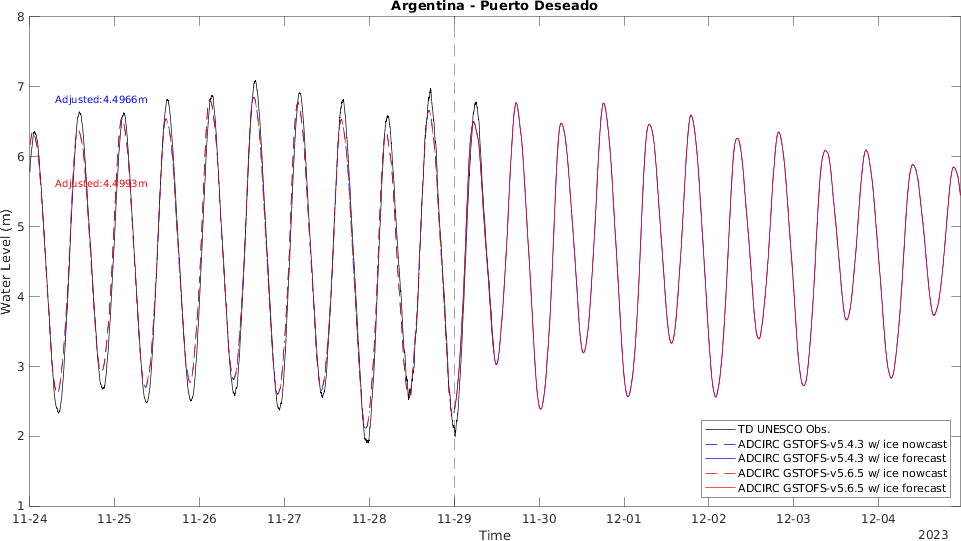 Argentina - Puerto Deseado
8
7
6
5
4
3
2
1
Water Level (m)
Adjusted:4.4966m
Adjusted:4.4993m
TD UNESCO Obs.
ADCIRC GSTOFS-v5.4.3 w/ ice nowcast
ADCIRC GSTOFS-v5.4.3 w/ ice forecast
ADCIRC GSTOFS-v5.6.5 w/ ice nowcast
ADCIRC GSTOFS-v5.6.5 w/ ice forecast
11-24 11-25 11-26 11-27 11-28 11-29 11-30 12-01 12-02 12-03 12-04
Time
2023